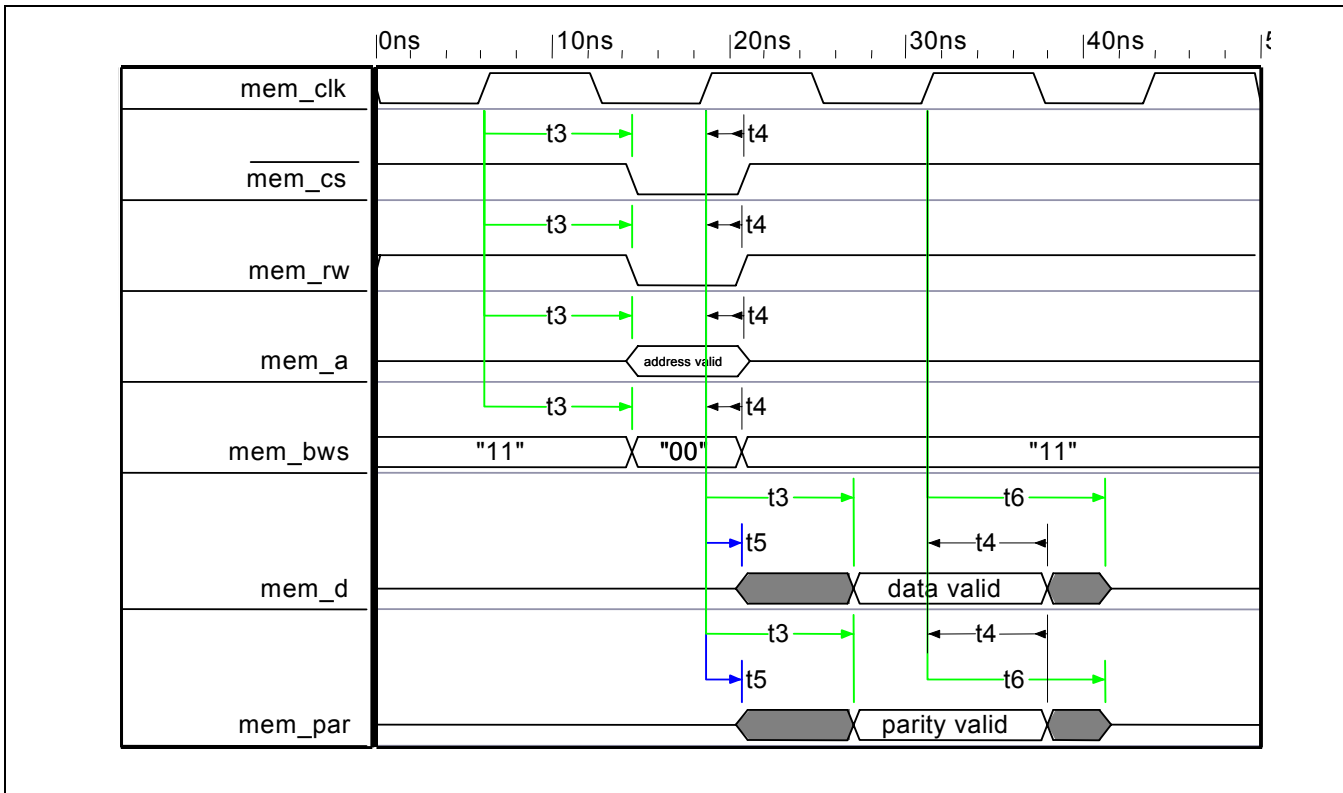 0ns 10ns 20ns 30ns 40ns
mem_clk
t3 t4
mem_cs
t3 t4
mem_rw
t3 t4
mem_a address valid
t3 t4
mem_bws "11" "00" "11"
t3 t6
t5 t4
mem_d data valid
t3 t4
t5 t6
mem_par parity valid